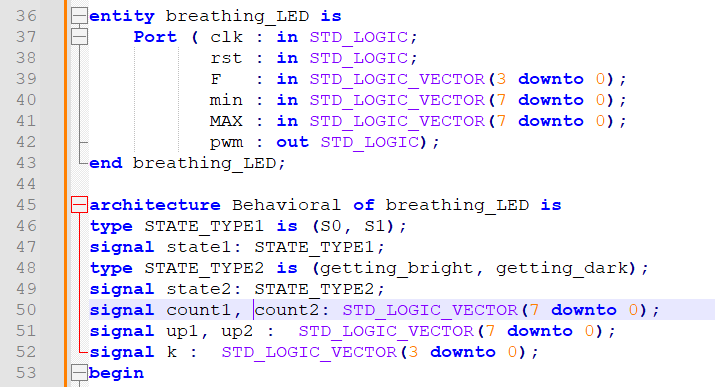 36 entity breathing_LED is
37 Port ( clk : in STD_LOGIC;
38 rst : in STD_LOGIC;
39 F : in STD_LOGIC_VECTOR(3 downto 0);
40 min : in STD_LOGIC_VECTOR(7 downto 0);
41 MAX : in STD_LOGIC_VECTOR(7 downto 0);
42 pwm : out STD_LOGIC);
43 end breathing_LED;
44
45 architecture Behavioral of breathing_LED is
46 type STATE_TYPE1 is (S0, S1);
47 signal state1: STATE_TYPE1;
48 type STATE_TYPE2 is (getting_bright, getting_dark);
49 signal state2: STATE_TYPE2;
50 signal count1, count2: STD_LOGIC_VECTOR(7 downto 0);
51 signal up1, up2 :  STD_LOGIC_VECTOR(7 downto 0);
52 signal k :  STD_LOGIC_VECTOR(3 downto 0);
53 begin